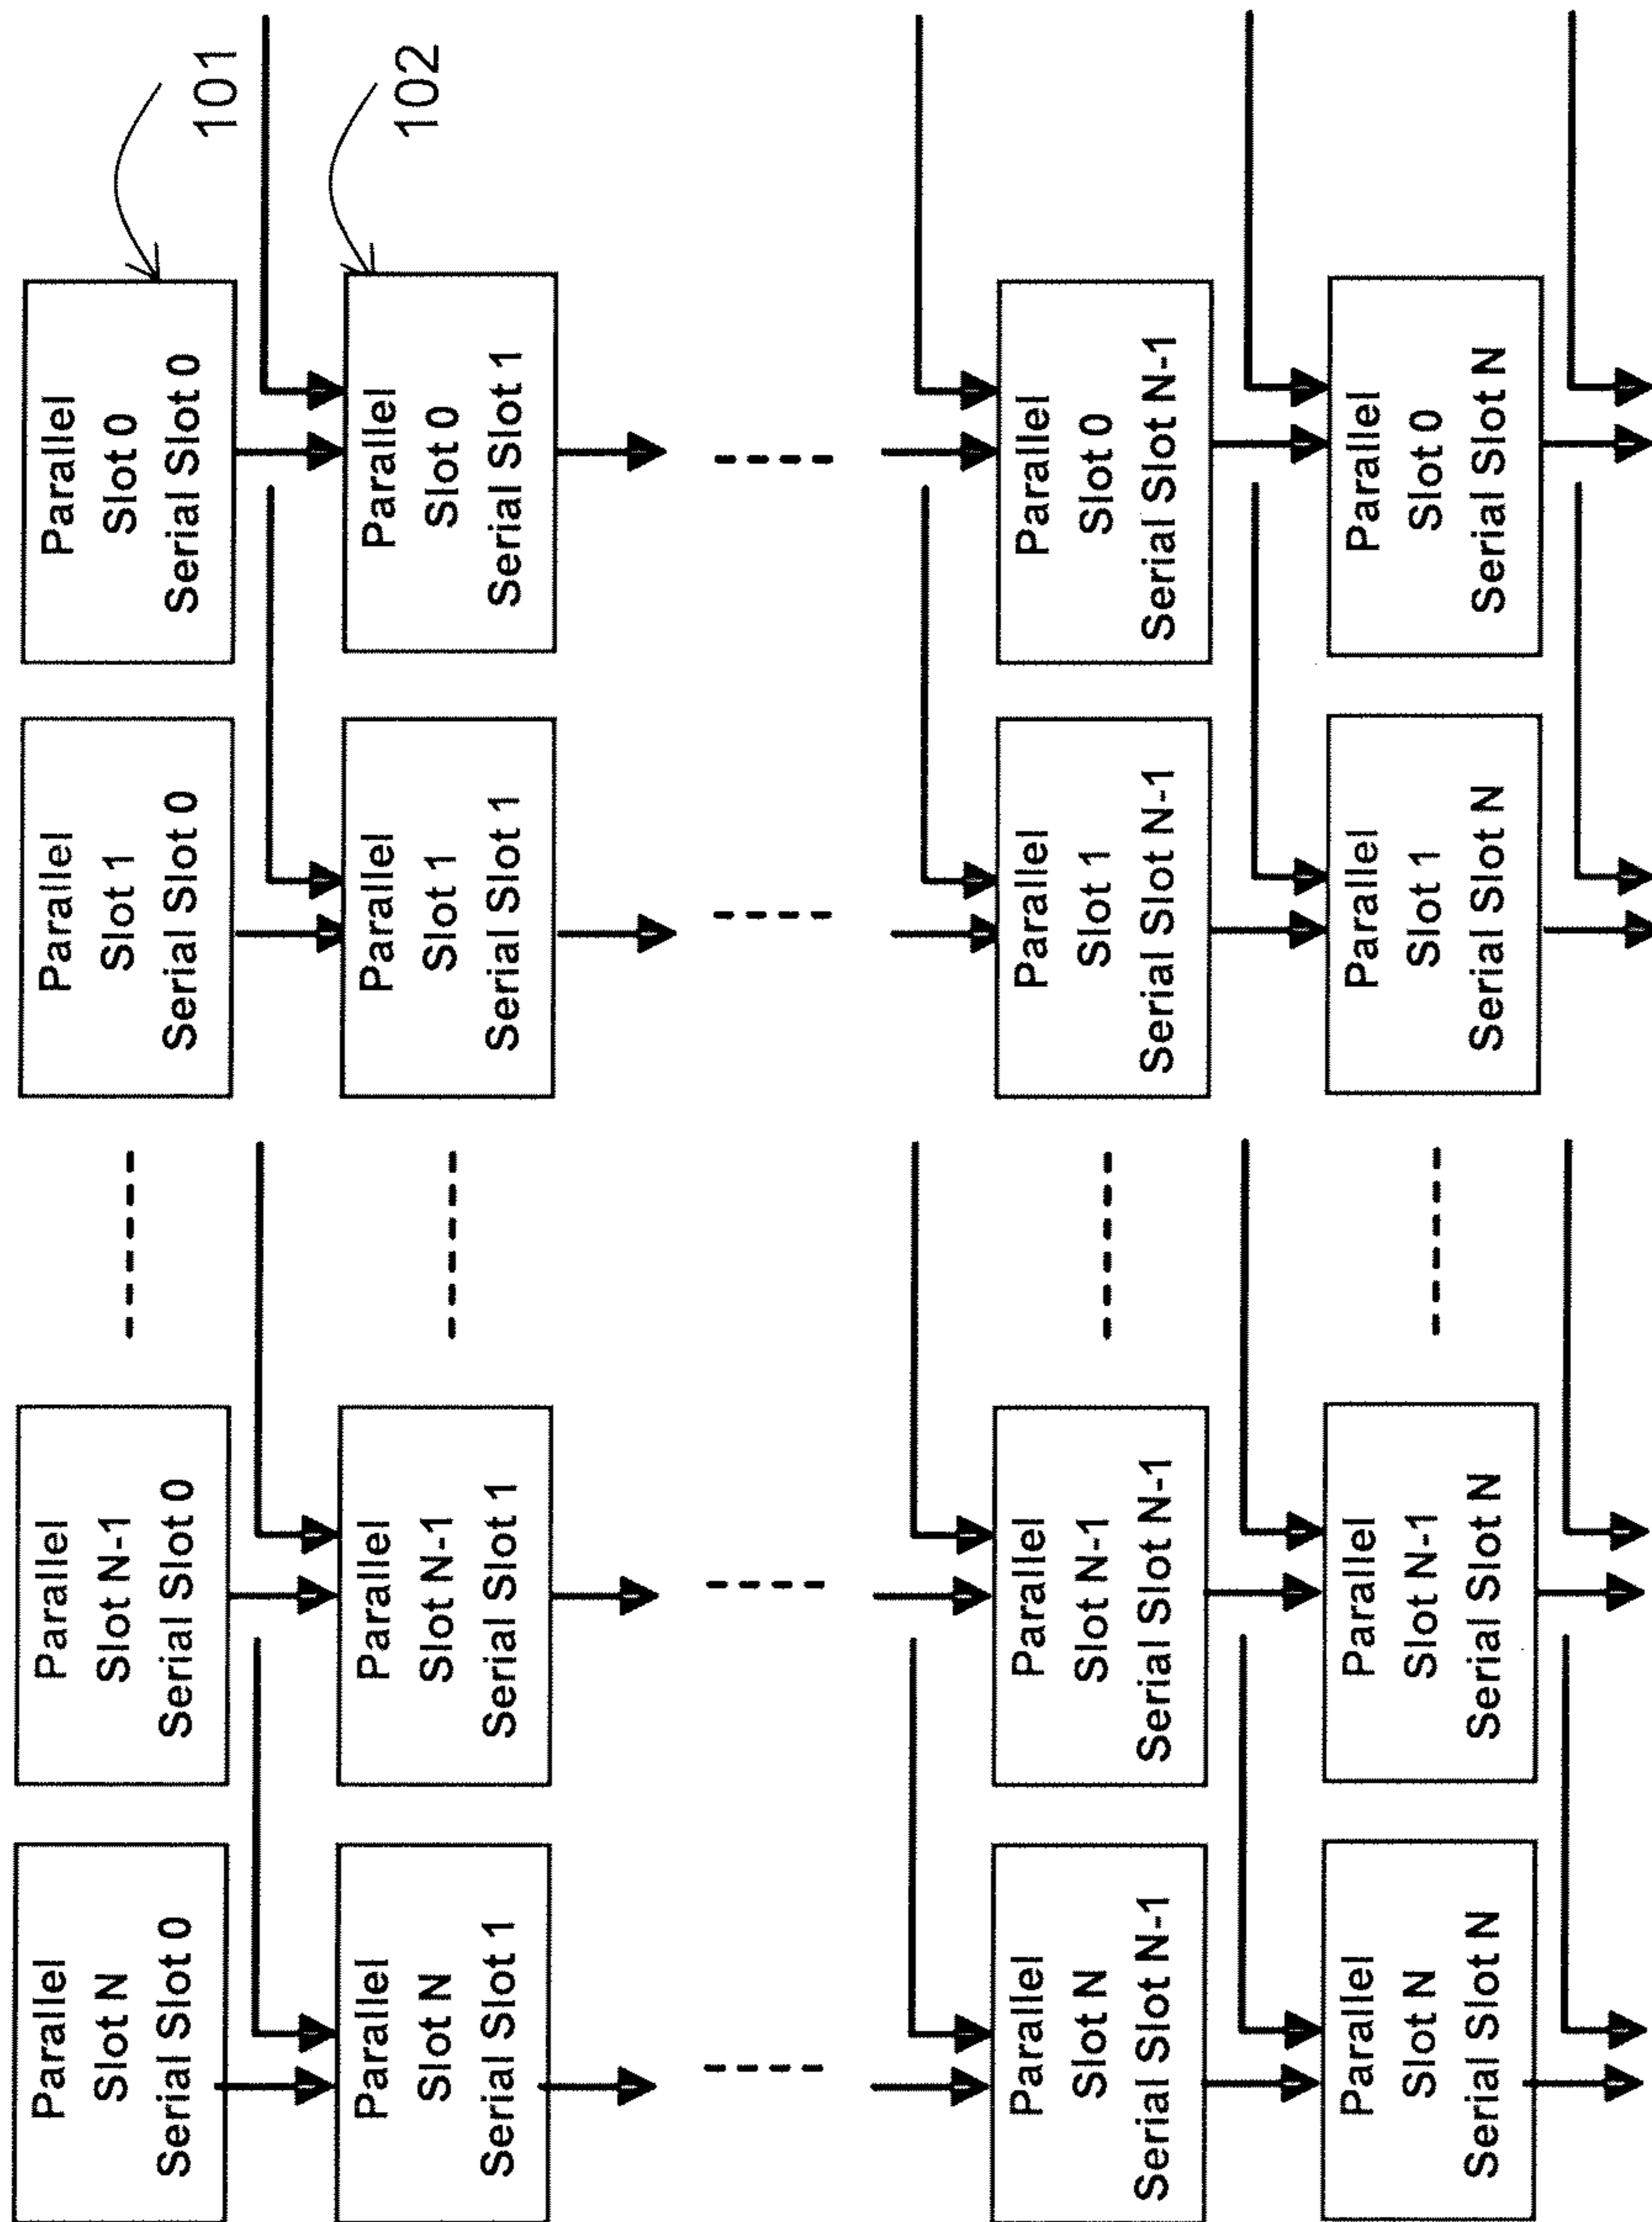 Parallel
Slot N
Serial Slot 0
Parallel
Slot N-1
Serial Slot 0
Parallel
Slot 1
Serial Slot 0
Parallel
Slot 0
Serial Slot 0
101
Parallel
Slot N
Serial Slot 1
Parallel
Slot N-1
Serial Slot 1
Parallel
Slot 1
Serial Slot 1
Parallel
Slot 0
Serial Slot 1
102
Parallel
Slot N
Serial Slot N-1
Parallel
Slot N-1
Serial Slot N-1
Parallel
Slot 1
Serial Slot N-1
Parallel
Slot 0
Serial Slot N-1
Parallel
Slot N
Serial Slot N
Parallel
Slot N-1
Serial Slot N
Parallel
Slot 1
Serial Slot N
Parallel
Slot 0
Serial Slot N